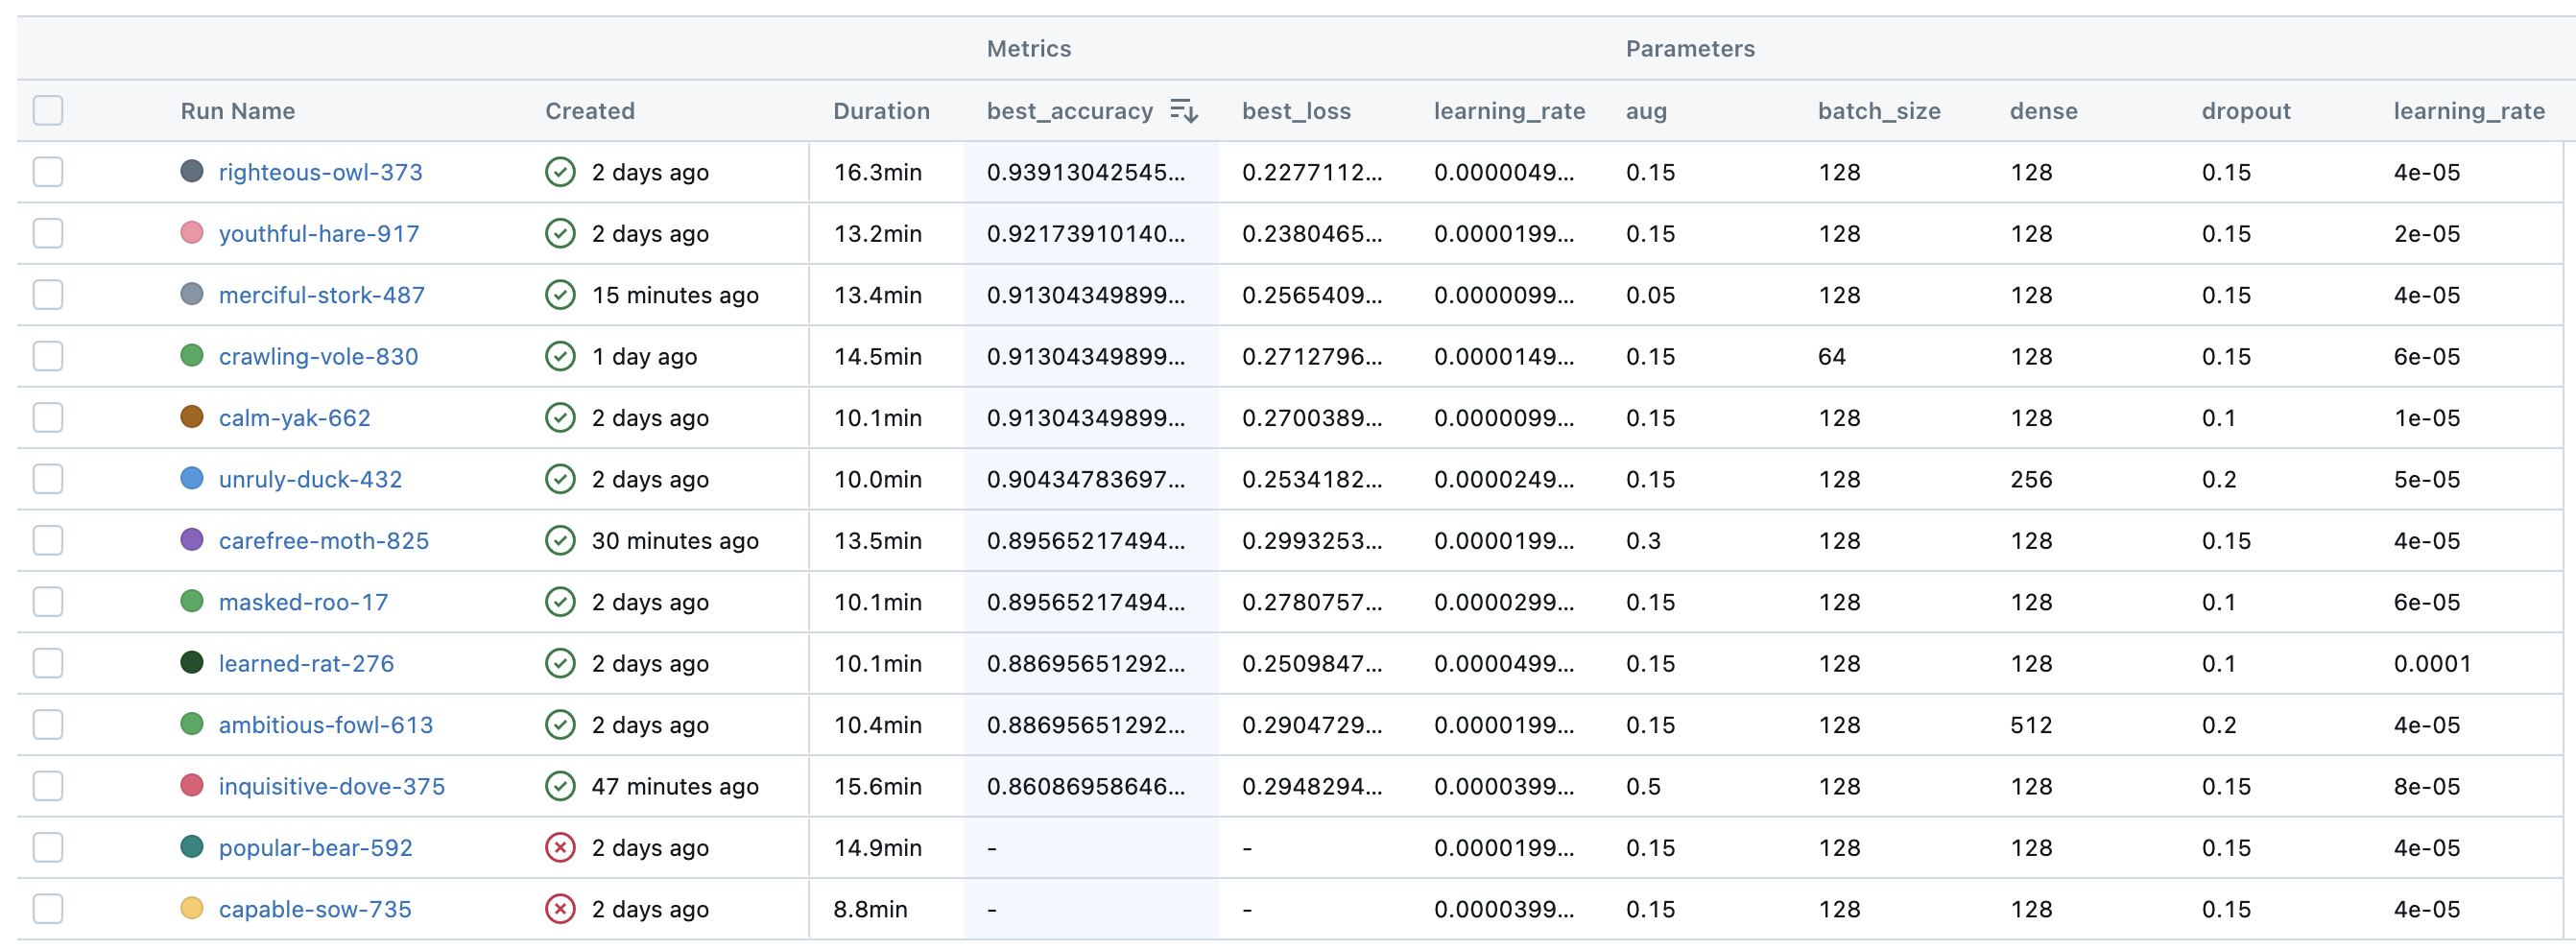 Metrics Parameters
Run Name Created Duration best_accuracy best_loss learning_rate aug batch_size dense dropout learning_rate
righteous-owl-373 2 days ago 16.3min 0.93913042545... 0.2277112... 0.0000049... 0.15 128 128 0.15 4e-05
youthful-hare-917 2 days ago 13.2min 0.92173910140... 0.2380465... 0.0000199... 0.15 128 128 0.15 2e-05
merciful-stork-487 15 minutes ago 13.4min 0.91304349899... 0.2565409... 0.0000099... 0.05 128 128 0.15 4e-05
crawling-vole-830 1 day ago 14.5min 0.91304349899... 0.2712796... 0.0000149... 0.15 64 128 0.15 6e-05
calm-yak-662 2 days ago 10.1min 0.91304349899... 0.2700389... 0.0000099... 0.15 128 128 0.1 1e-05
unruly-duck-432 2 days ago 10.0min 0.90434783697... 0.2534182... 0.0000249... 0.15 128 256 0.2 5e-05
carefree-moth-825 30 minutes ago 13.5min 0.89565217494... 0.2993253... 0.0000199... 0.3 128 128 0.15 4e-05
masked-roo-17 2 days ago 10.1min 0.89565217494... 0.2780757... 0.0000299... 0.15 128 128 0.1 6e-05
learned-rat-276 2 days ago 10.1min 0.88695651292... 0.2509847... 0.0000499... 0.15 128 128 0.1 0.0001
ambitious-fowl-613 2 days ago 10.4min 0.88695651292... 0.2904729... 0.0000199... 0.15 128 512 0.2 4e-05
inquisitive-dove-375 47 minutes ago 15.6min 0.86086958646... 0.2948294... 0.0000399... 0.5 128 128 0.15 8e-05
popular-bear-592 2 days ago 14.9min - - 0.0000199... 0.15 128 128 0.15 4e-05
capable-sow-735 2 days ago 8.8min - - 0.0000399... 0.15 128 128 0.15 4e-05